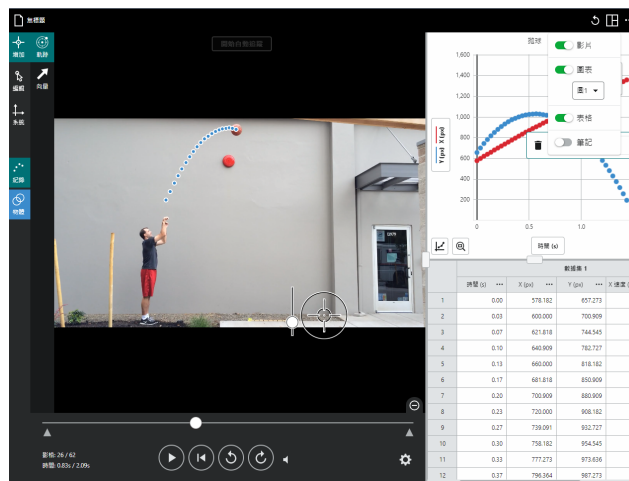 無標題
開始自動追蹤
增加
軌跡
編輯
向量
系統
記錄
物體
影格: 26 / 62
時間: 0.83s / 2.09s
籃球
影片
圖表
圖1
表格
筆記
1,600
1,400
1,200
1,000
800
600
400
200
0
0.5
1.0
Y (px) X (px)
時間 (s)
數據集 1
時間 (s) ... X (px) ... Y (px) ... X 速度 (
1 0.00 578.182 657.273
2 0.03 600.000 700.909
3 0.07 621.818 744.545
4 0.10 640.909 782.727
5 0.13 660.000 818.182
6 0.17 681.818 850.909
7 0.20 700.909 880.909
8 0.23 720.000 908.182
9 0.27 739.091 932.727
10 0.30 758.182 954.545
11 0.33 777.273 973.636
12 0.37 796.364 987.273